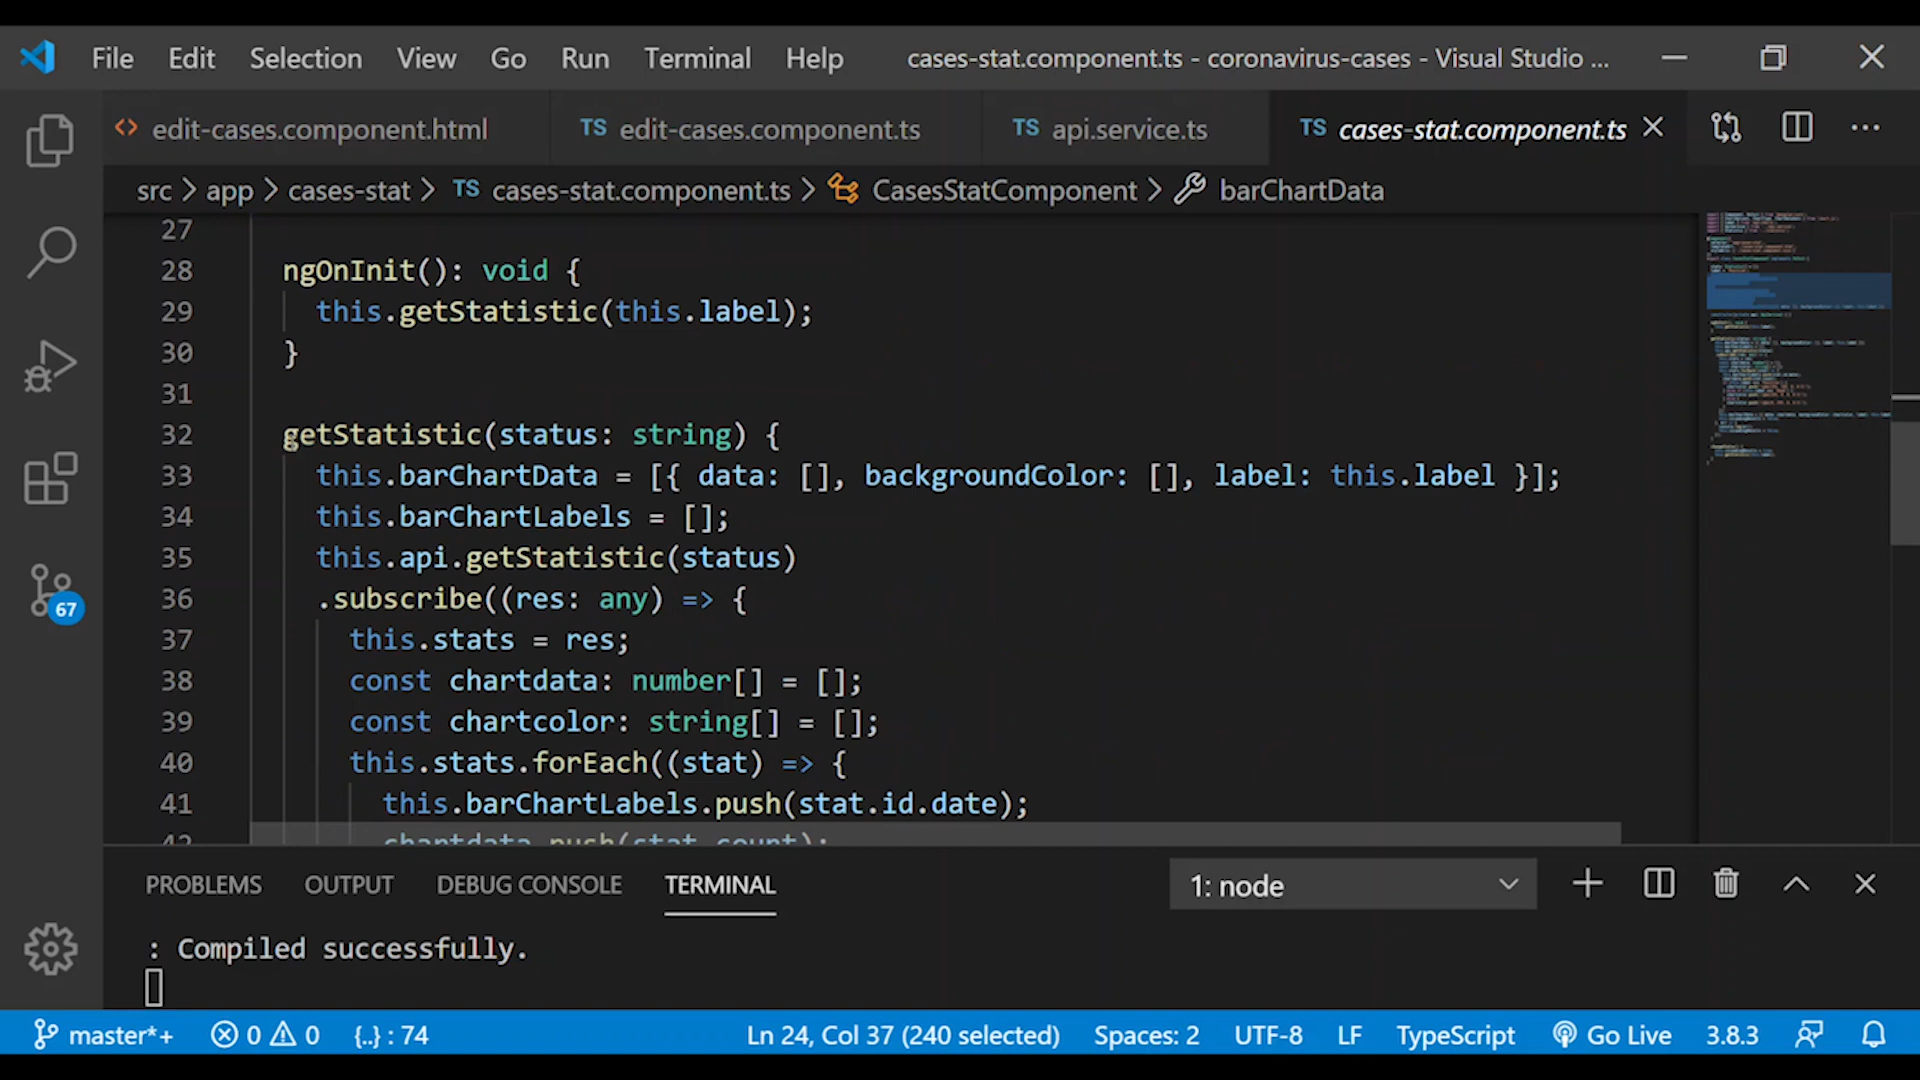 File Edit Selection View Go Run Terminal Help cases-stat.component.ts - coronavirus-cases - Visual Studio ...
edit-cases.component.html TS edit-cases.component.ts TS api.service.ts TS cases-stat.component.ts
src > app > cases-stat > TS cases-stat.component.ts > CasesStatComponent > barChartData
27
28 ngOnInit(): void {
29 this.getStatistic(this.label);
30 }
31
32 getStatistic(status: string) {
33 this.barChartData = [{ data: [], backgroundColor: [], label: this.label }];
34 this.barChartLabels = [];
35 this.api.getStatistic(status)
36 .subscribe((res: any) => {
37 this.stats = res;
38 const chartdata: number[] = [];
39 const chartcolor: string[] = [];
40 this.stats.forEach((stat) => {
41 this.barChartLabels.push(stat.id.date);
42 chartdata.push(stat.count);
67
PROBLEMS OUTPUT DEBUG CONSOLE TERMINAL 1: node
: Compiled successfully.
master*+ 0 0 {..} : 74 Ln 24, Col 37 (240 selected) Spaces: 2 UTF-8 LF TypeScript Go Live 3.8.3